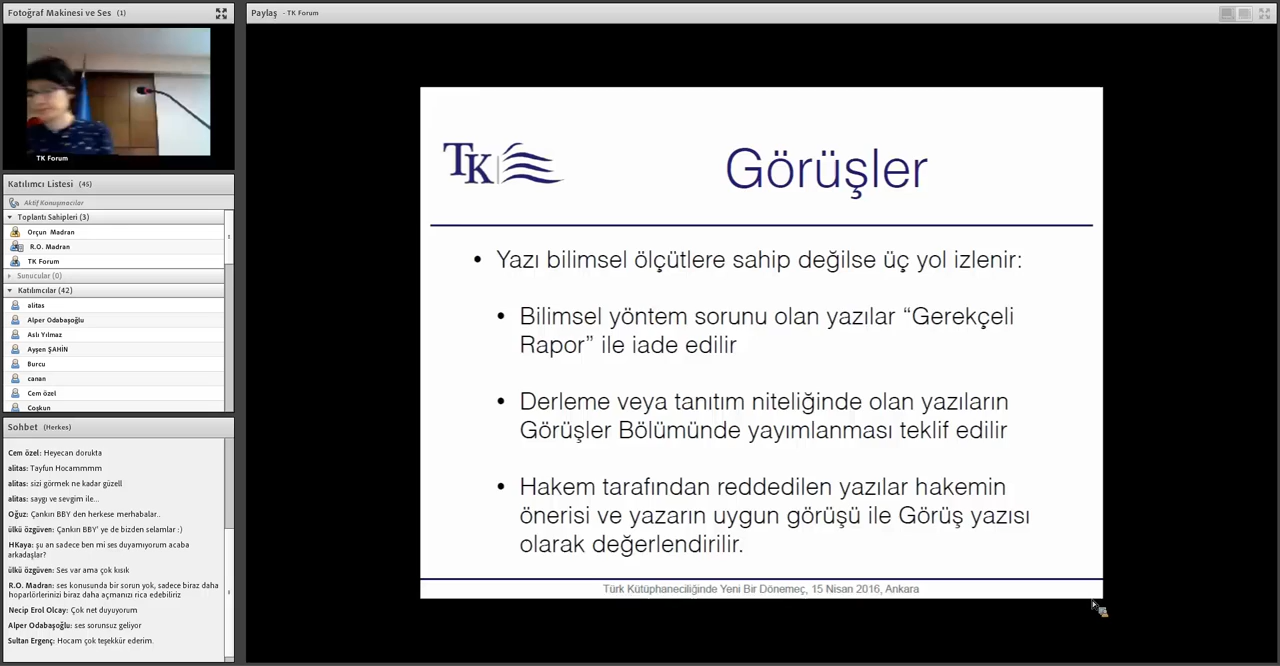 Fotoğraf Makinesi ve Ses (1)
TK Forum
Katılımcı Listesi (45)
Aktif Konuşmacılar
Toplantı Sahipleri (3)
Orçun Madran
R.O. Madran
TK Forum
Sunucular (0)
Katılımcılar (42)
alitas
Alper Odabaşoğlu
Aslı Yılmaz
Ayşen ŞAHİN
Burcu
canan
Cem özel
Coşkun
Sohbet (Herkes)
Cem özel: Heyecan dorukta
alitas: Tayfun Hocammmm
alitas: sizi görmek ne kadar güzell
alitas: saygı ve sevgim ile...
Oğuz: Çankırı BBY den herkese merhabalar..
ülkü özgüven: Çankırı BBY' ye de bizden selamlar :)
HKaya: şu an sadece ben mi ses duyamıyorum acaba
arkadaşlar?
ülkü özgüven: Ses var ama çok kısık
R.O. Madran: ses konusunda bir sorun yok, sadece biraz daha
hoparlörlerinizi biraz daha açmanızı rica edebiliriz
Necip Erol Olcay: Çok net duyuyorum
Alper Odabaşoğlu: ses sorunsuz geliyor
Sultan Ergenç: Hocam çok teşekkür ederim.
Paylaş - TK Forum
TK
Görüşler
• Yazı bilimsel ölçütlere sahip değilse üç yol izlenir:
• Bilimsel yöntem sorunu olan yazılar “Gerekçeli
Rapor” ile iade edilir
• Derleme veya tanıtım niteliğinde olan yazıların
Görüşler Bölümünde yayımlanması teklif edilir
• Hakem tarafından reddedilen yazılar hakemin
önerisi ve yazarın uygun görüşü ile Görüş yazısı
olarak değerlendirilir.
Türk Kütüphaneciliğinde Yeni Bir Dönemeç, 15 Nisan 2016, Ankara